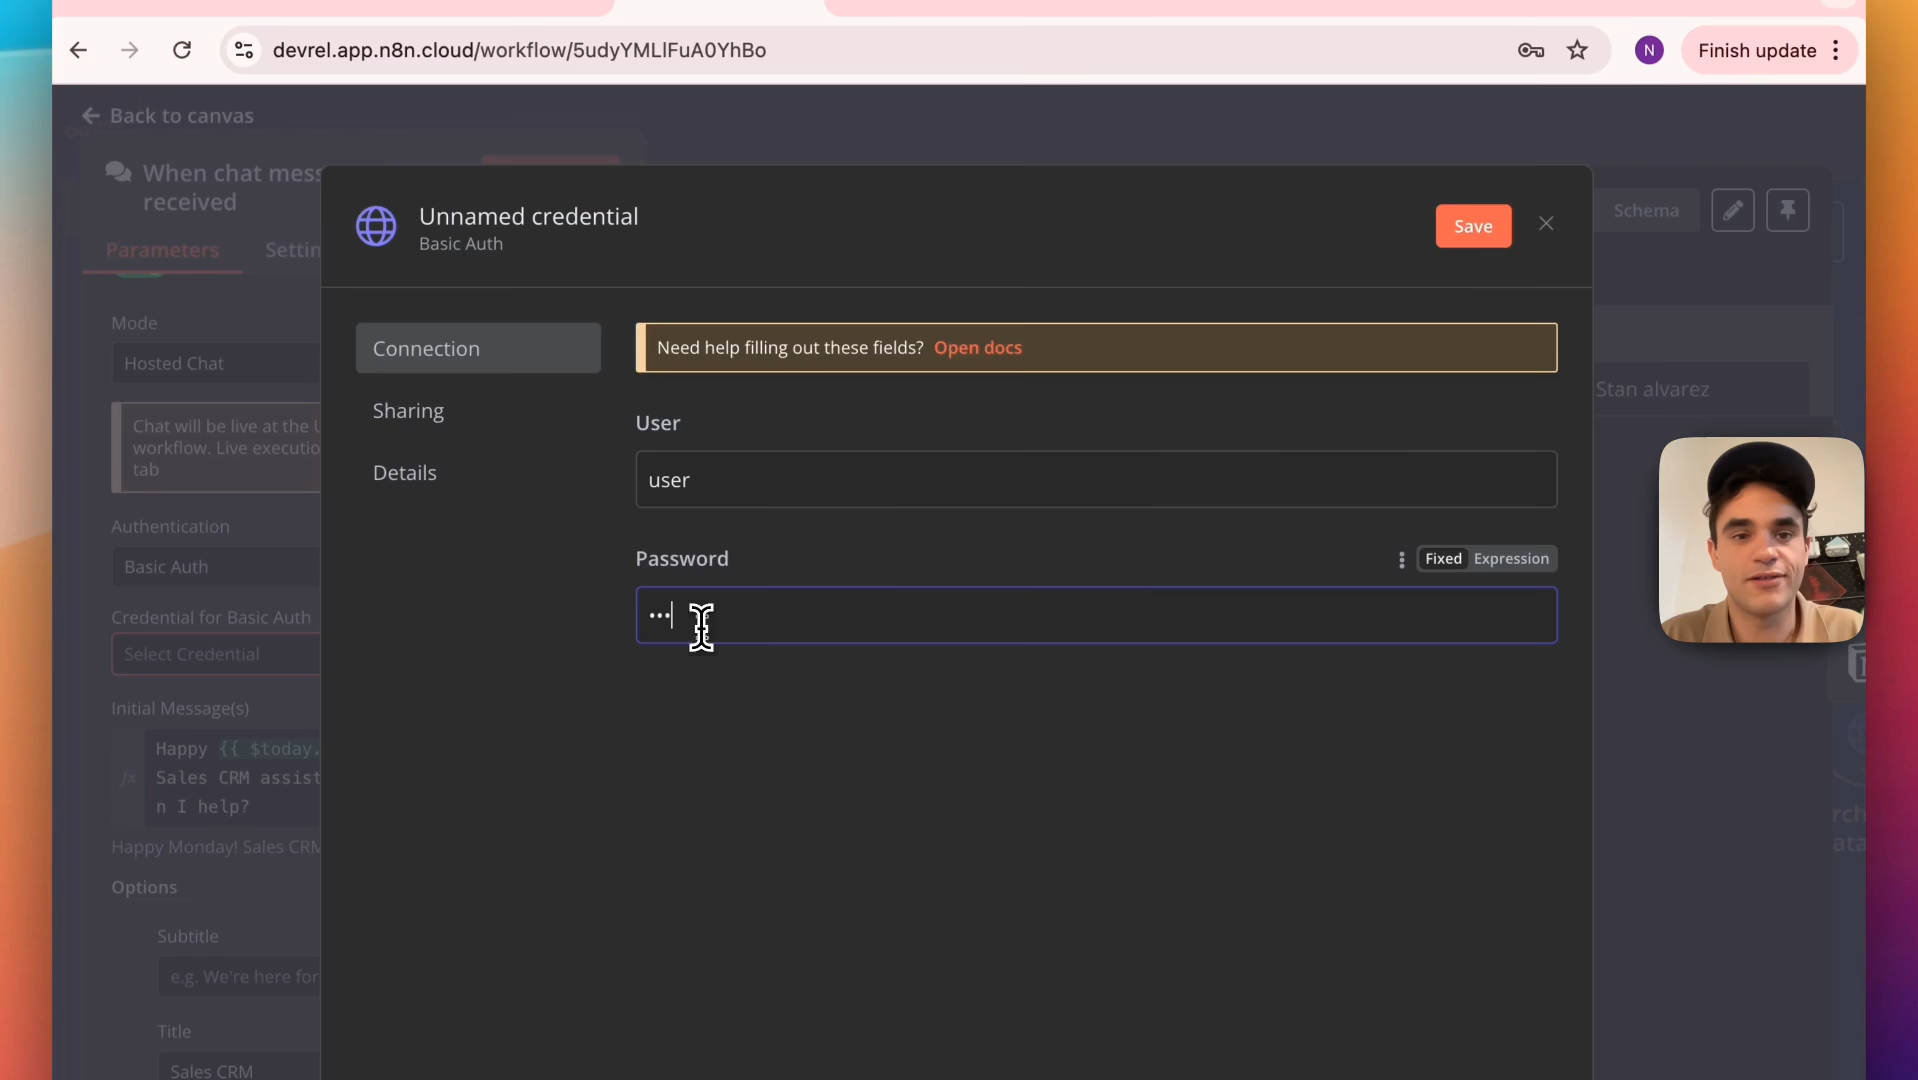 devrel.app.n8n.cloud/workflow/5udyYMLlFuA0YhBo
N
Finish update
Back to canvas
When chat mess
received
Parameters
Settin
Mode
Hosted Chat
Chat will be live at the U
workflow. Live executio
tab
Authentication
Basic Auth
Credential for Basic Auth
Select Credential
Initial Message(s)
fx
Happy {{ $today.
Sales CRM assist
n I help?
Happy Monday! Sales CRM
Options
Subtitle
e.g. We're here for
Title
Sales CRM
Unnamed credential
Basic Auth
Save
Connection
Sharing
Details
Need help filling out these fields? Open docs
User
user
Password
Fixed Expression
•••
Schema
Stan alvarez
rch
ata